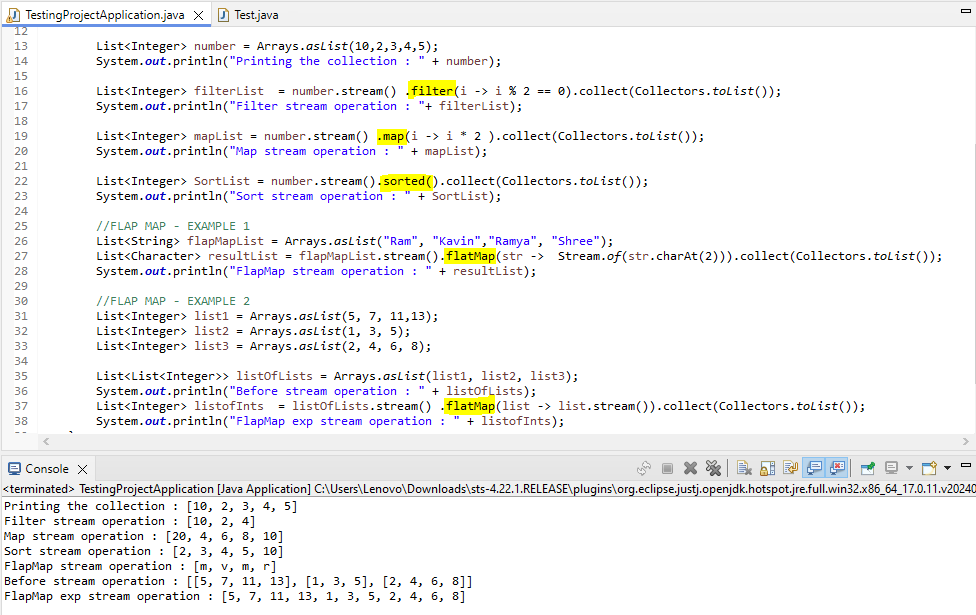 TestingProjectApplication.java
Test.java
12
13 List<Integer> number = Arrays.asList(10,2,3,4,5);
14 System.out.println("Printing the collection : " + number);
15
16 List<Integer> filterList  = number.stream() .filter(i -> i % 2 == 0).collect(Collectors.toList());
17 System.out.println("Filter stream operation : "+ filterList);
18
19 List<Integer> mapList = number.stream() .map(i -> i * 2 ).collect(Collectors.toList());
20 System.out.println("Map stream operation : " + mapList);
21
22 List<Integer> SortList = number.stream().sorted().collect(Collectors.toList());
23 System.out.println("Sort stream operation : " + SortList);
24
25 //FLAP MAP - EXAMPLE 1
26 List<String> flapMapList = Arrays.asList("Ram", "Kavin","Ramya", "Shree");
27 List<Character> resultList = flapMapList.stream().flatMap(str ->  Stream.of(str.charAt(2))).collect(Collectors.toList());
28 System.out.println("FlapMap stream operation : " + resultList);
29
30 //FLAP MAP - EXAMPLE 2
31 List<Integer> list1 = Arrays.asList(5, 7, 11,13);
32 List<Integer> list2 = Arrays.asList(1, 3, 5);
33 List<Integer> list3 = Arrays.asList(2, 4, 6, 8);
34
35 List<List<Integer>> listOfLists = Arrays.asList(list1, list2, list3);
36 System.out.println("Before stream operation : " + listOfLists);
37 List<Integer> listofInts  = listOfLists.stream() .flatMap(list -> list.stream()).collect(Collectors.toList());
38 System.out.println("FlapMap exp stream operation : " + listofInts);
Console
<terminated> TestingProjectApplication [Java Application] C:\Users\Lenovo\Downloads\sts-4.22.1.RELEASE\plugins\org.eclipse.justj.openjdk.hotspot.jre.full.win32.x86_64_17.0.11.v20240
Printing the collection : [10, 2, 3, 4, 5]
Filter stream operation : [10, 2, 4]
Map stream operation : [20, 4, 6, 8, 10]
Sort stream operation : [2, 3, 4, 5, 10]
FlapMap stream operation : [m, v, m, r]
Before stream operation : [[5, 7, 11, 13], [1, 3, 5], [2, 4, 6, 8]]
FlapMap exp stream operation : [5, 7, 11, 13, 1, 3, 5, 2, 4, 6, 8]